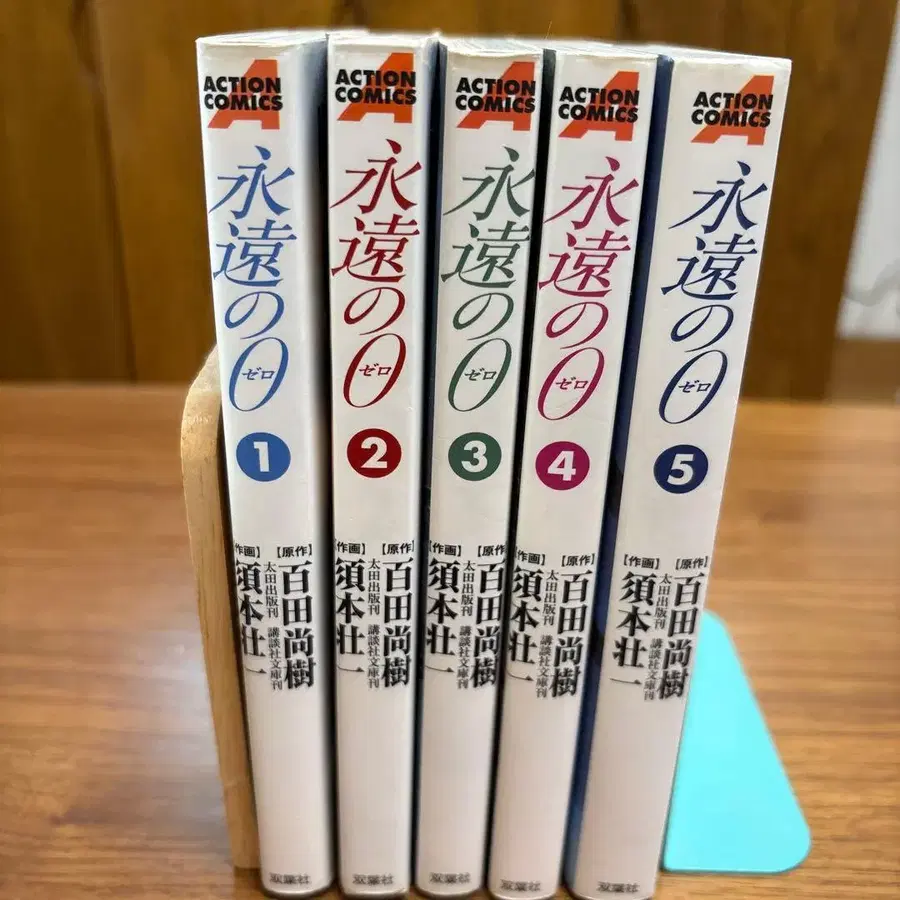 ACTION
COMICS
永遠の0
ゼロ
1
【原作】
百田尚樹
太田出版刊 講談社文庫刊
【作画】
須本壮一
双葉社
ACTION
COMICS
永遠の0
ゼロ
2
【原作】
百田尚樹
太田出版刊 講談社文庫刊
【作画】
須本壮一
双葉社
ACTION
COMICS
永遠の0
ゼロ
3
【原作】
百田尚樹
太田出版刊 講談社文庫刊
【作画】
須本壮一
双葉社
ACTION
COMICS
永遠の0
ゼロ
4
【原作】
百田尚樹
太田出版刊 講談社文庫刊
【作画】
須本壮一
双葉社
ACTION
COMICS
永遠の0
ゼロ
5
【原作】
百田尚樹
太田出版刊 講談社文庫刊
【作画】
須本壮一
双葉社